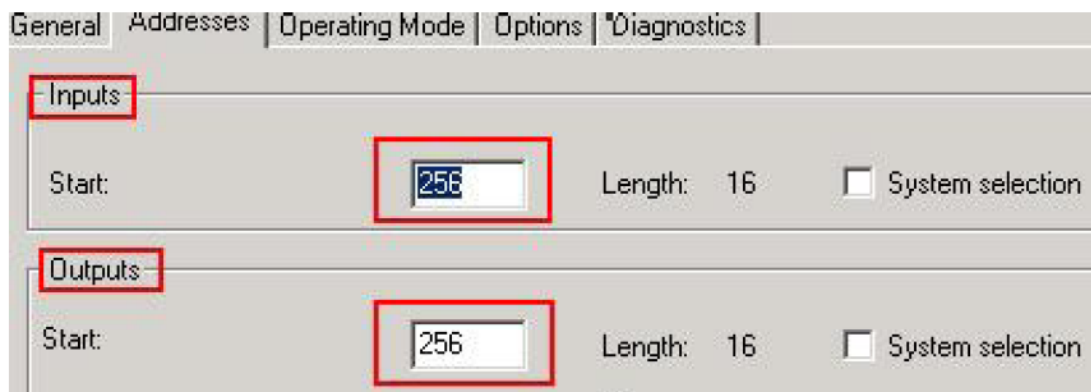 General Addresses Operating Mode Options Diagnostics
Inputs
Start: 256 Length: 16 System selection
Outputs
Start: 256 Length: 16 System selection